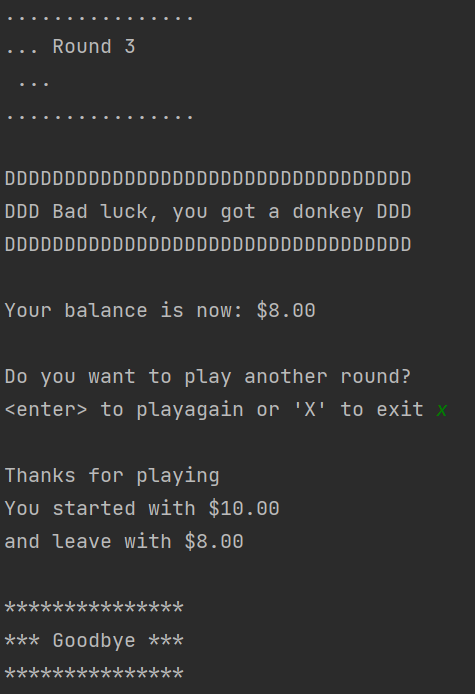 ................
... Round 3
 ...
................
DDDDDDDDDDDDDDDDDDDDDDDDDDDDDDDDDD
DDD Bad luck, you got a donkey DDD
DDDDDDDDDDDDDDDDDDDDDDDDDDDDDDDDDD
Your balance is now: $8.00
Do you want to play another round?
<enter> to playagain or 'X' to exit x
Thanks for playing
You started with $10.00
and leave with $8.00
***************
*** Goodbye ***
***************